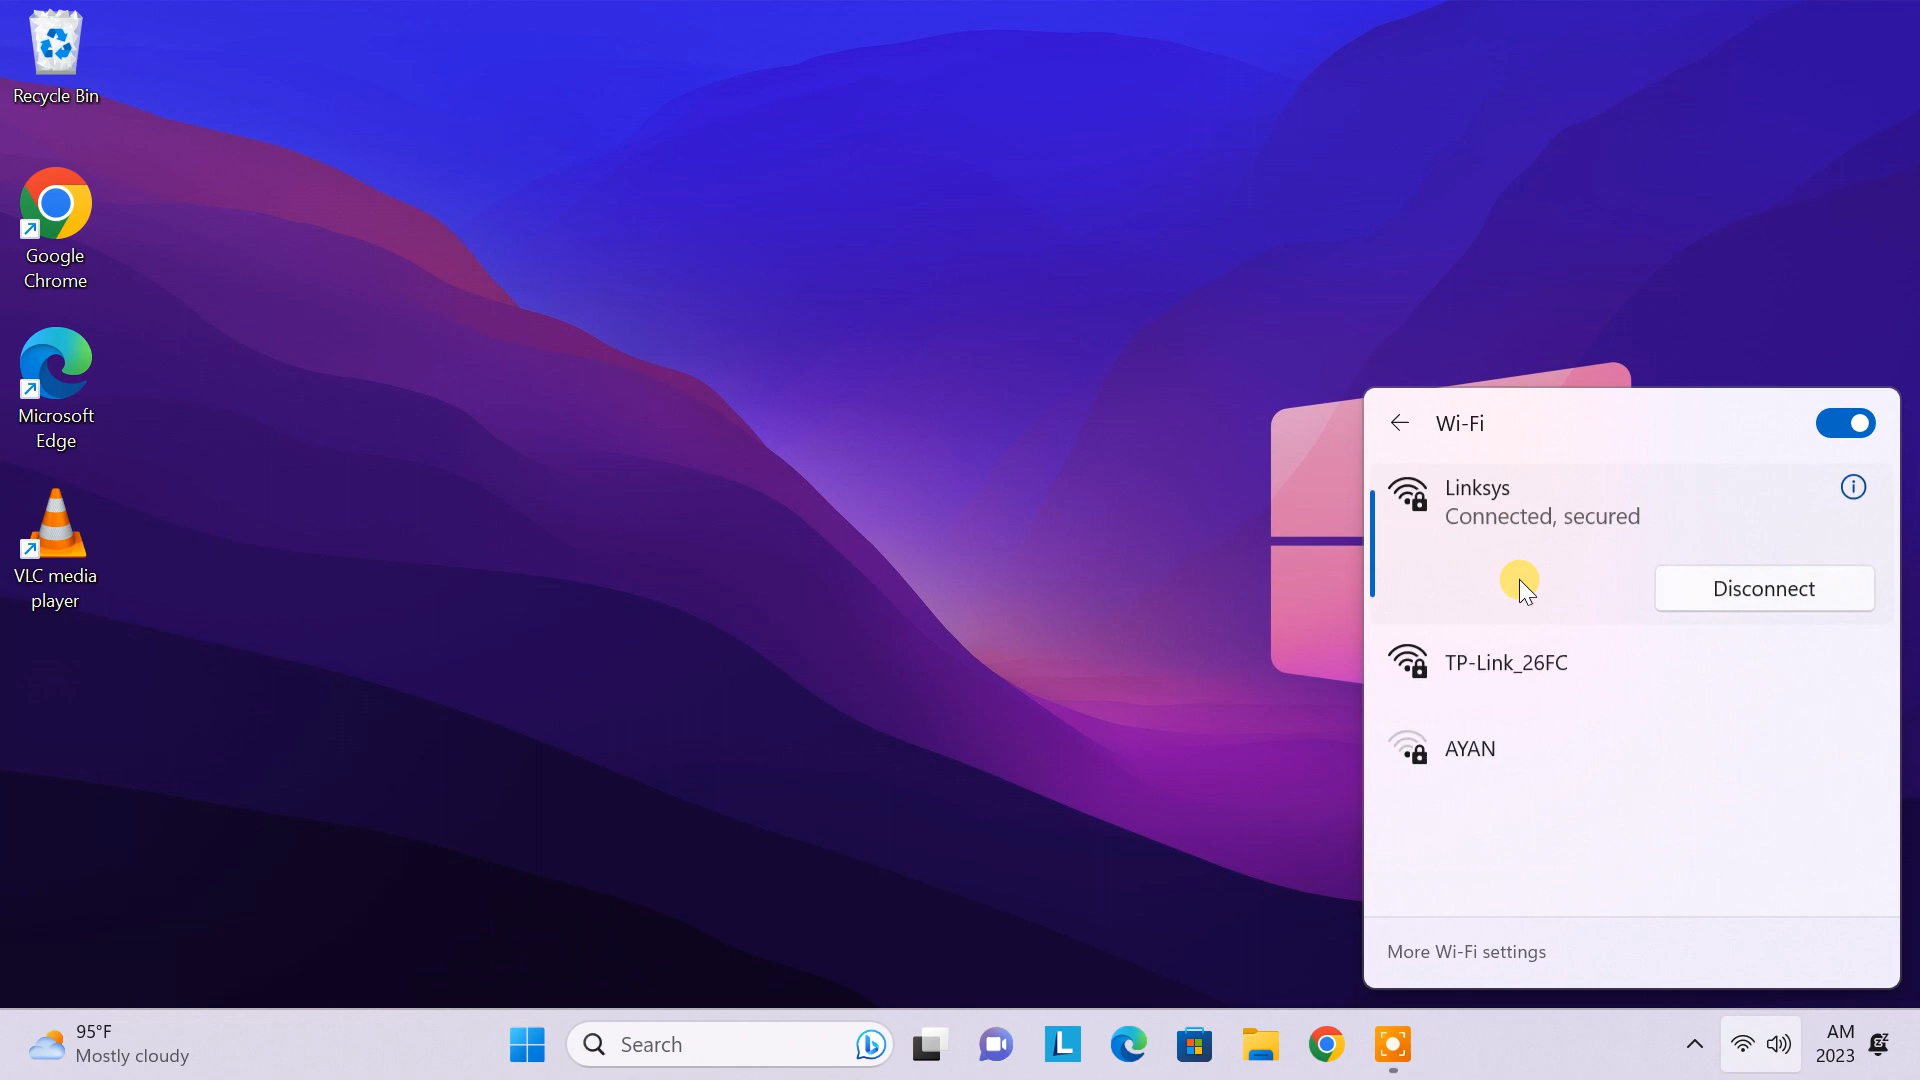 Recycle Bin
Google
Chrome
Microsoft
Edge
VLC media
player
Wi-Fi
Linksys
Connected, secured
Disconnect
TP-Link_26FC
AYAN
More Wi-Fi settings
95°F
Mostly cloudy
Search
L
AM
2023